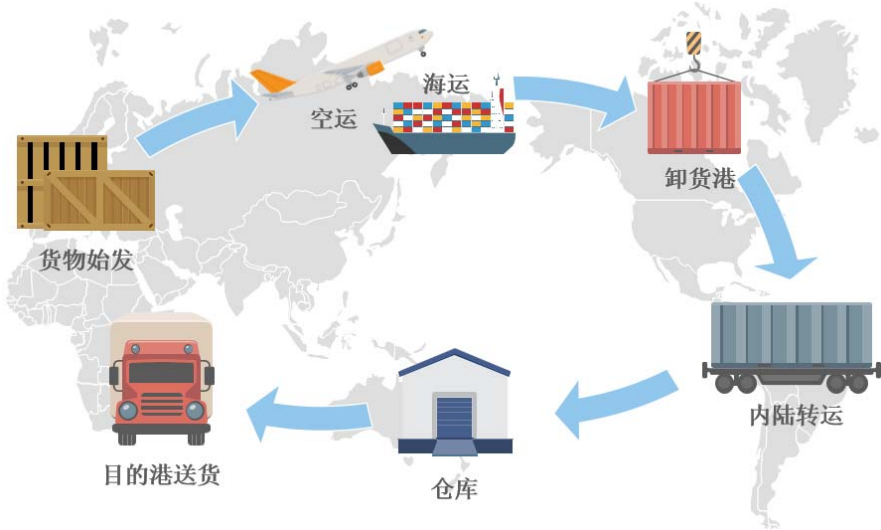 货物始发
空运
海运
卸货港
内陆转运
仓库
目的港送货